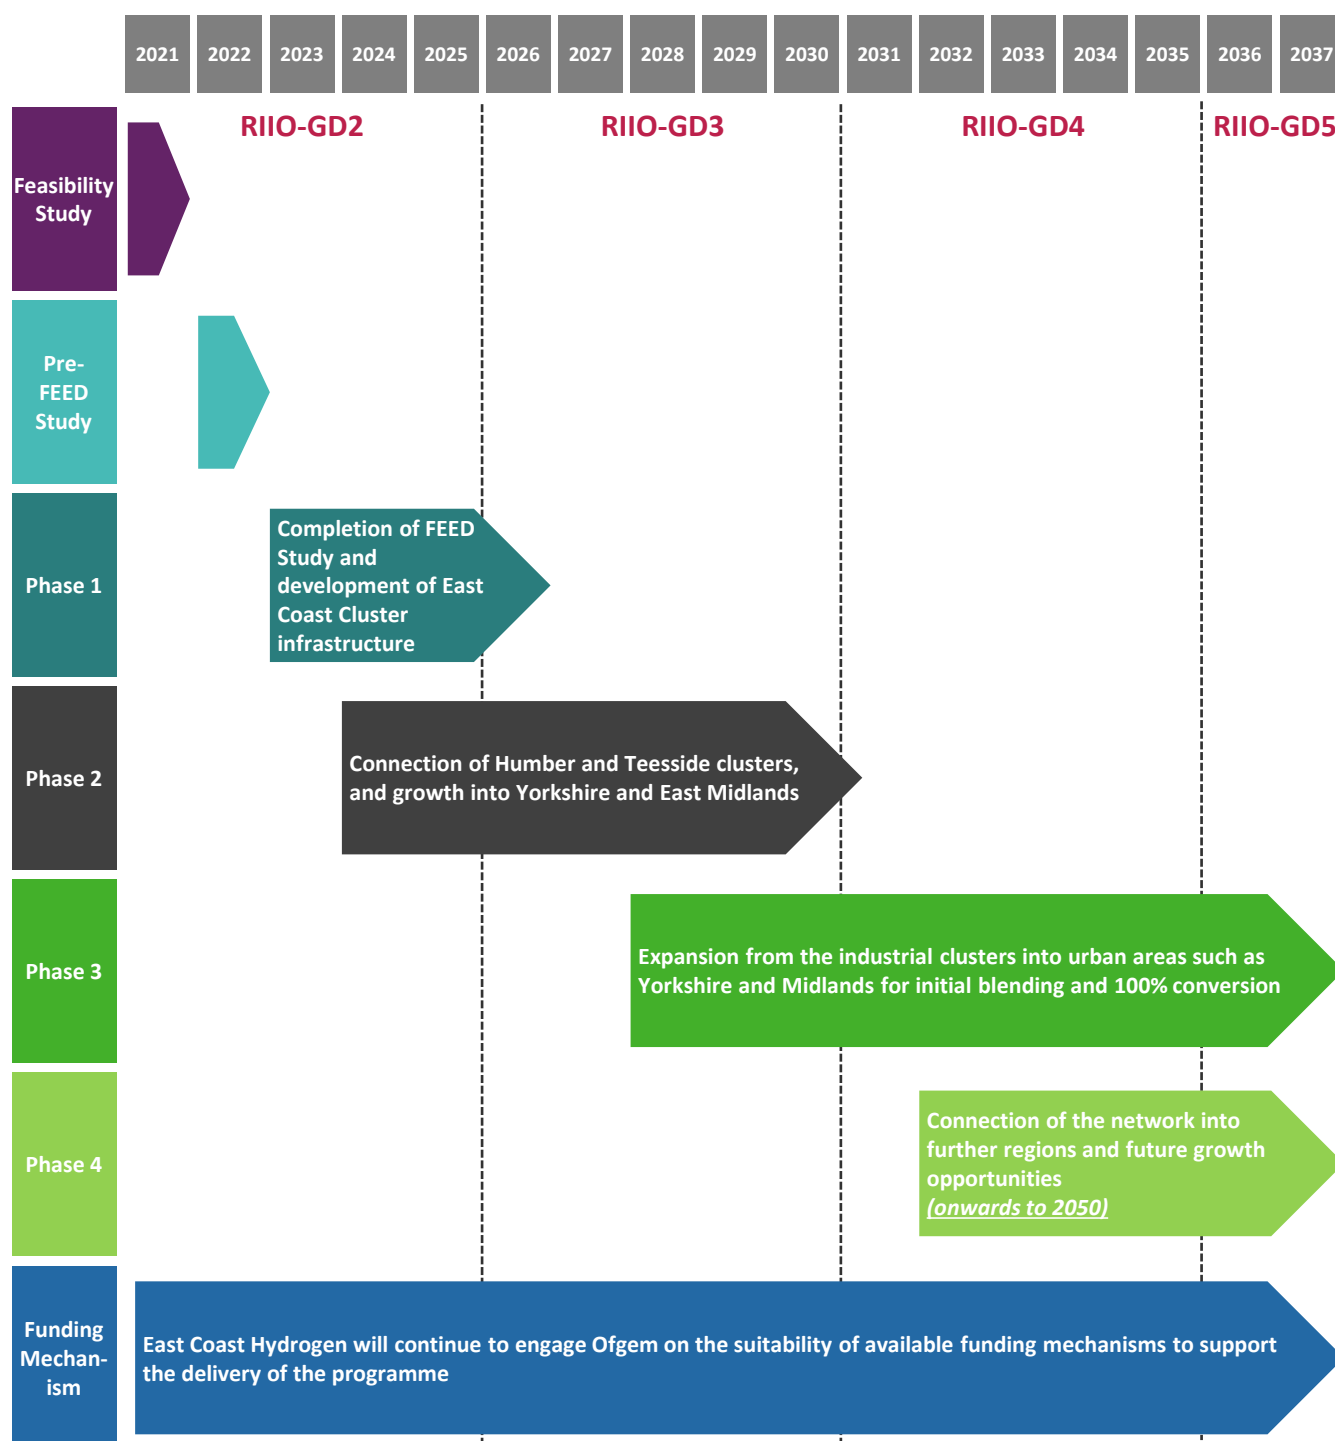 2021 2022 2023 2024 2025 2026 2027 2028 2029 2030 2031 2032 2033 2034 2035 2036 2037
RIIO-GD2 RIIO-GD3 RIIO-GD4 RIIO-GD5
Feasibility
Study
Pre-
FEED
Study
Phase 1
Completion of FEED
Study and
development of East
Coast Cluster
infrastructure
Phase 2
Connection of Humber and Teesside clusters,
and growth into Yorkshire and East Midlands
Phase 3
Expansion from the industrial clusters into urban areas such as
Yorkshire and Midlands for initial blending and 100% conversion
Phase 4
Connection of the network into
further regions and future growth
opportunities
(onwards to 2050)
Funding
Mechan-
ism
East Coast Hydrogen will continue to engage Ofgem on the suitability of available funding mechanisms to support
the delivery of the programme